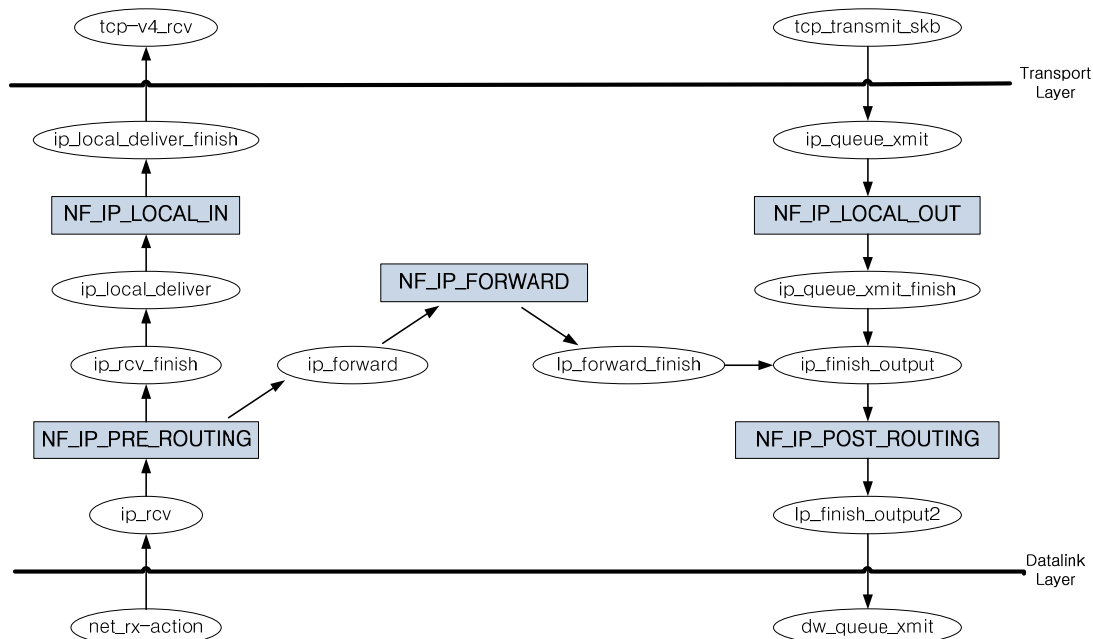 tcp-v4_rcv
tcp_transmit_skb
Transport
Layer
ip_local_deliver_finish
ip_queue_xmit
NF_IP_LOCAL_IN
NF_IP_LOCAL_OUT
NF_IP_FORWARD
ip_local_deliver
ip_queue_xmit_finish
ip_rcv_finish
ip_forward
Ip_forward_finish
ip_finish_output
NF_IP_PRE_ROUTING
NF_IP_POST_ROUTING
ip_rcv
Ip_finish_output2
Datalink
Layer
net_rx-action
dw_queue_xmit